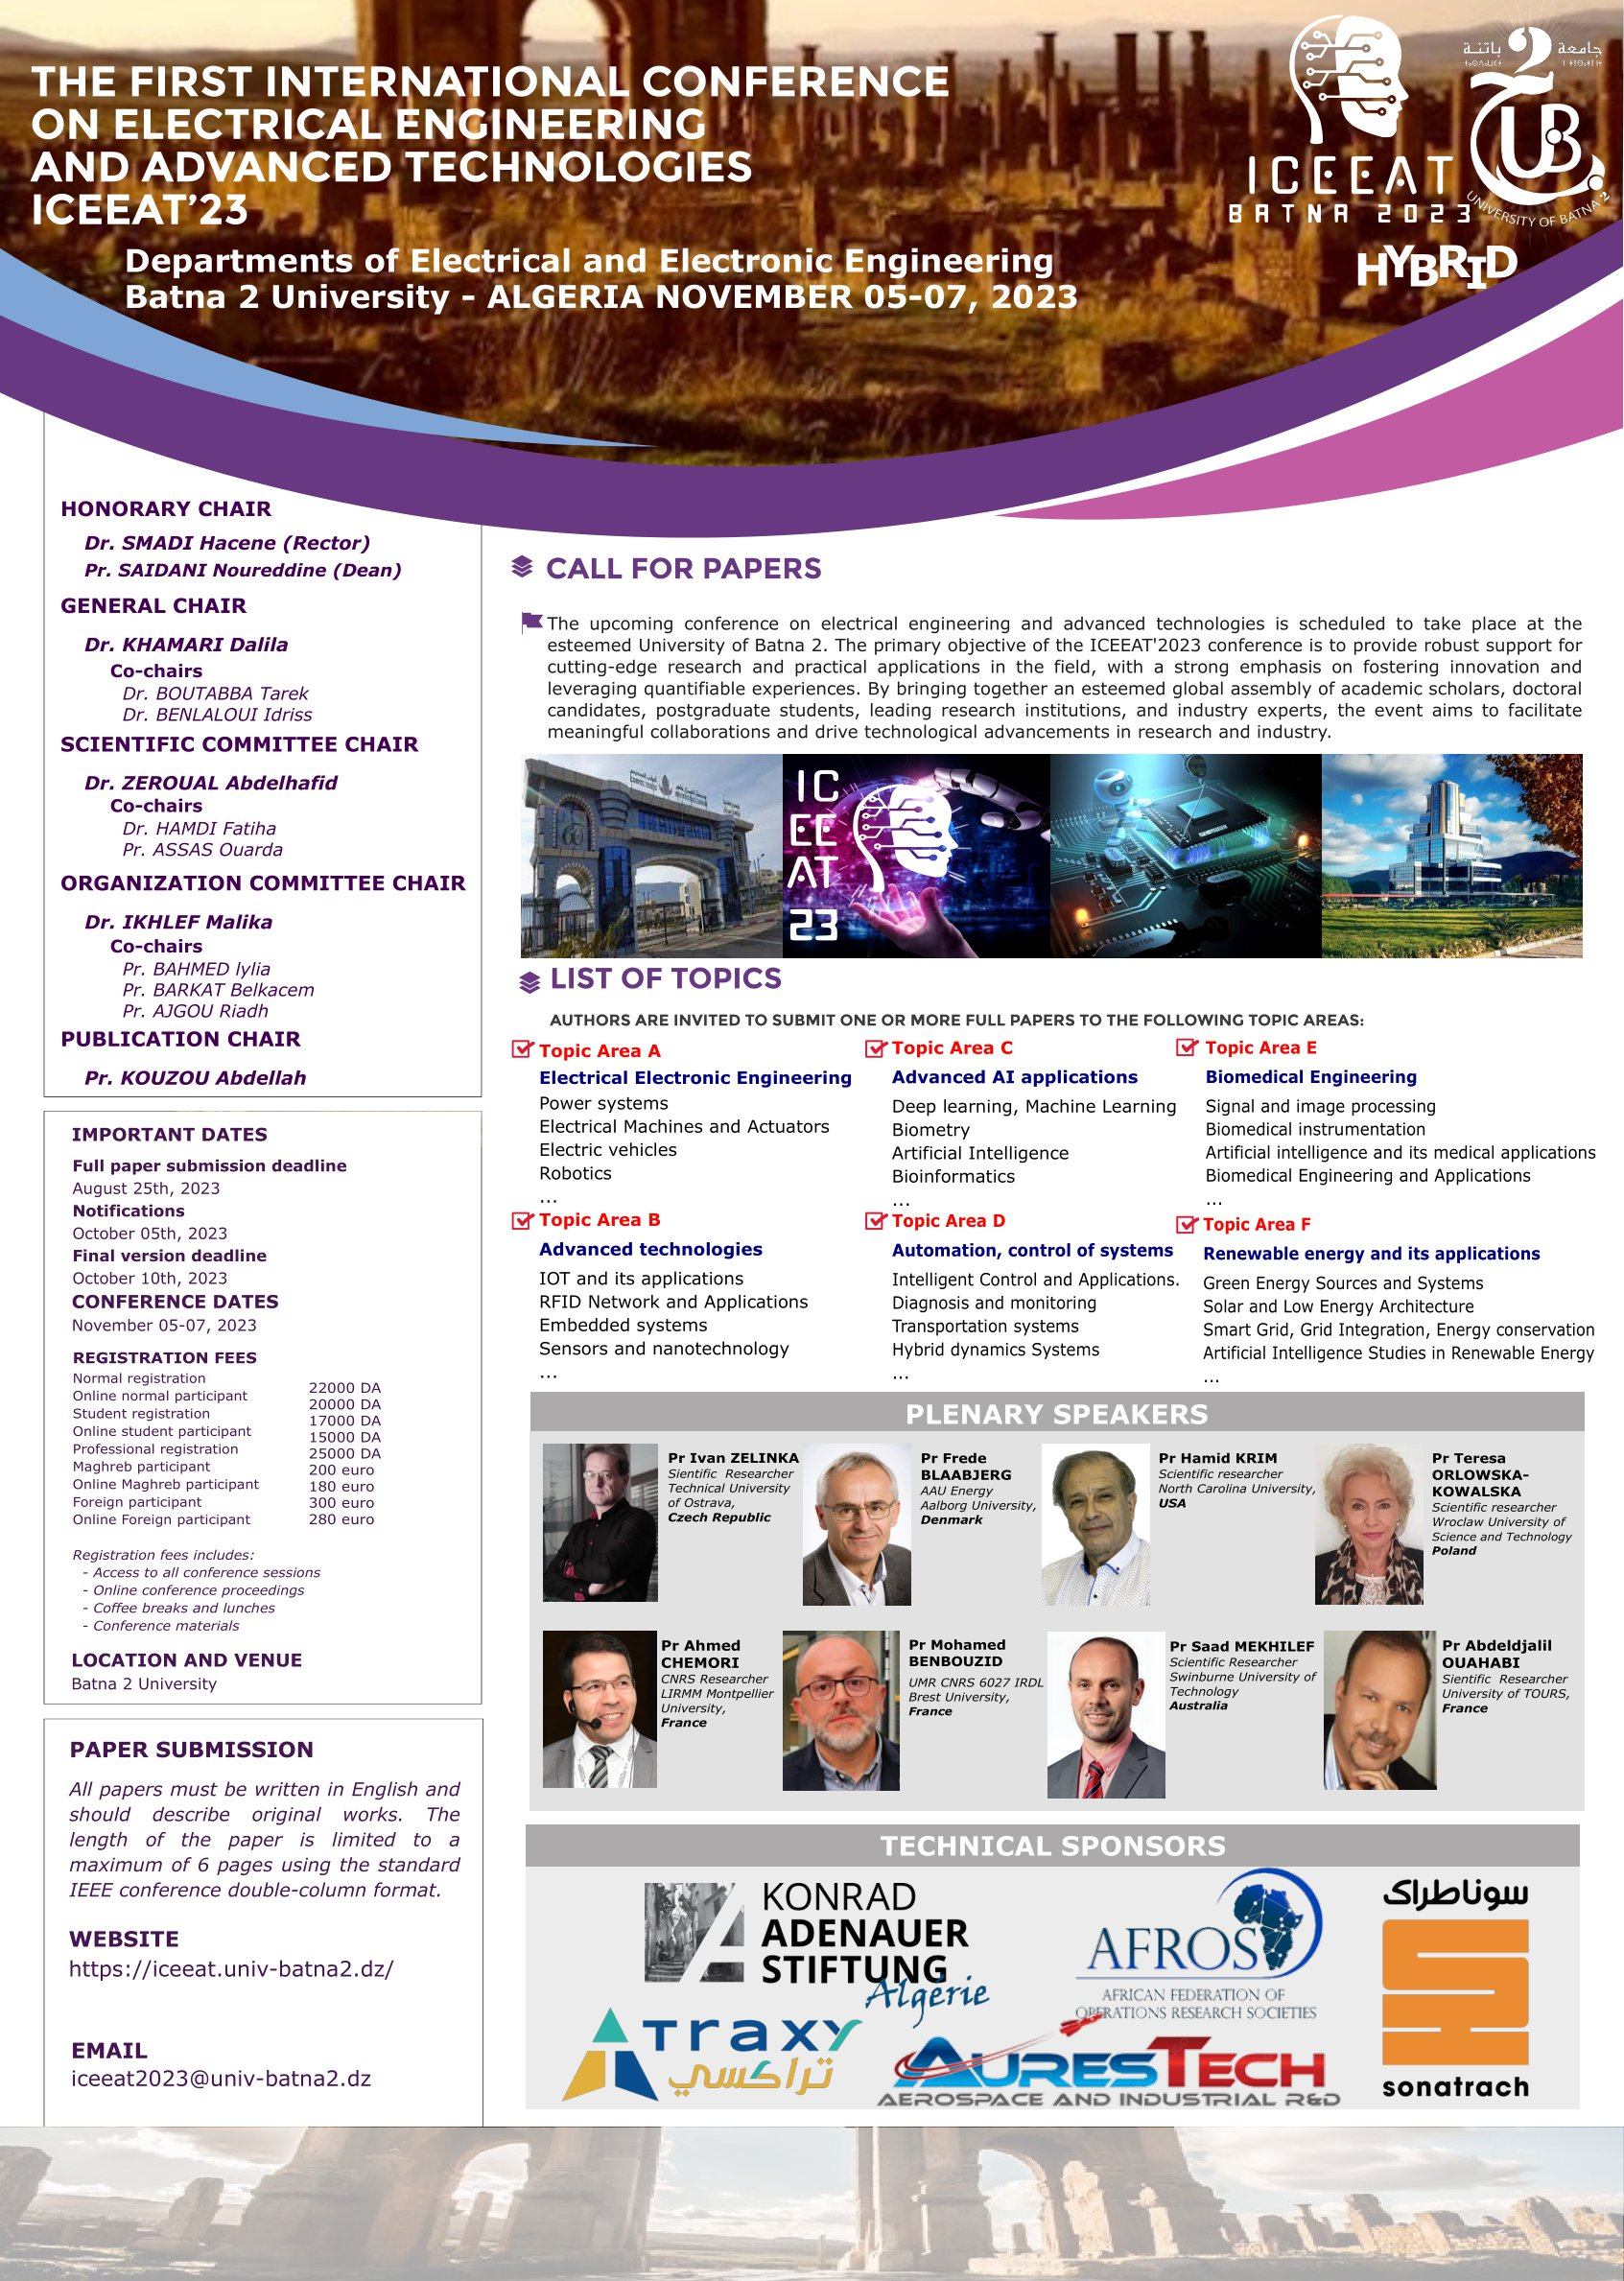 THE FIRST INTERNATIONAL CONFERENCE
ON ELECTRICAL ENGINEERING
AND ADVANCED TECHNOLOGIES
ICEEAT'23
Departments of Electrical and Electronic Engineering
Batna 2 University - ALGERIA NOVEMBER 05-07, 2023
ICEEAT
BATNA 2023
HYBRID
جامعة باتنة 2
UB
UNIVERSITY OF BATNA 2
HONORARY CHAIR
Dr. SMADI Hacene (Rector)
Pr. SAIDANI Noureddine (Dean)
GENERAL CHAIR
Dr. KHAMARI Dalila
Co-chairs
Dr. BOUTABBA Tarek
Dr. BENLALOUI Idriss
SCIENTIFIC COMMITTEE CHAIR
Dr. ZEROUAL Abdelhafid
Co-chairs
Dr. HAMDI Fatiha
Pr. ASSAS Ouarda
ORGANIZATION COMMITTEE CHAIR
Dr. IKHLEF Malika
Co-chairs
Pr. BAHMED lylia
Pr. BARKAT Belkacem
Pr. AJGOU Riadh
PUBLICATION CHAIR
Pr. KOUZOU Abdellah
IMPORTANT DATES
Full paper submission deadline
August 25th, 2023
Notifications
October 05th, 2023
Final version deadline
October 10th, 2023
CONFERENCE DATES
November 05-07, 2023
REGISTRATION FEES
Normal registration 22000 DA
Online normal participant 20000 DA
Student registration 17000 DA
Online student participant 15000 DA
Professional registration 25000 DA
Maghreb participant 200 euro
Online Maghreb participant 180 euro
Foreign participant 300 euro
Online Foreign participant 280 euro
Registration fees includes:
- Access to all conference sessions
- Online conference proceedings
- Coffee breaks and lunches
- Conference materials
LOCATION AND VENUE
Batna 2 University
PAPER SUBMISSION
All papers must be written in English and
should describe original works. The
length of the paper is limited to a
maximum of 6 pages using the standard
IEEE conference double-column format.
WEBSITE
https://iceeat.univ-batna2.dz/
EMAIL
iceeat2023@univ-batna2.dz
CALL FOR PAPERS
The upcoming conference on electrical engineering and advanced technologies is scheduled to take place at the
esteemed University of Batna 2. The primary objective of the ICEEAT'2023 conference is to provide robust support for
cutting-edge research and practical applications in the field, with a strong emphasis on fostering innovation and
leveraging quantifiable experiences. By bringing together an esteemed global assembly of academic scholars, doctoral
candidates, postgraduate students, leading research institutions, and industry experts, the event aims to facilitate
meaningful collaborations and drive technological advancements in research and industry.
IC
EE
AT
23
LIST OF TOPICS
AUTHORS ARE INVITED TO SUBMIT ONE OR MORE FULL PAPERS TO THE FOLLOWING TOPIC AREAS:
Topic Area A
Electrical Electronic Engineering
Power systems
Electrical Machines and Actuators
Electric vehicles
Robotics
...
Topic Area B
Advanced technologies
IOT and its applications
RFID Network and Applications
Embedded systems
Sensors and nanotechnology
...
Topic Area C
Advanced AI applications
Deep learning, Machine Learning
Biometry
Artificial Intelligence
Bioinformatics
...
Topic Area D
Automation, control of systems
Intelligent Control and Applications.
Diagnosis and monitoring
Transportation systems
Hybrid dynamics Systems
...
Topic Area E
Biomedical Engineering
Signal and image processing
Biomedical instrumentation
Artificial intelligence and its medical applications
Biomedical Engineering and Applications
...
Topic Area F
Renewable energy and its applications
Green Energy Sources and Systems
Solar and Low Energy Architecture
Smart Grid, Grid Integration, Energy conservation
Artificial Intelligence Studies in Renewable Energy
...
PLENARY SPEAKERS
Pr Ivan ZELINKA
Sientific Researcher
Technical University
of Ostrava,
Czech Republic
Pr Frede
BLAABJERG
AAU Energy
Aalborg University,
Denmark
Pr Hamid KRIM
Scientific researcher
North Carolina University,
USA
Pr Teresa
ORLOWSKA-
KOWALSKA
Scientific researcher
Wroclaw University of
Science and Technology
Poland
Pr Ahmed
CHEMORI
CNRS Researcher
LIRMM Montpellier
University,
France
Pr Mohamed
BENBOUZID
UMR CNRS 6027 IRDL
Brest University,
France
Pr Saad MEKHILEF
Scientific Researcher
Swinburne University of
Technology
Australia
Pr Abdeldjalil
OUAHABI
Sientific Researcher
University of TOURS,
France
TECHNICAL SPONSORS
KONRAD
ADENAUER
STIFTUNG
Algérie
AFROS
AFRICAN FEDERATION OF
OPERATIONS RESEARCH SOCIETIES
سوناطراك
sonatrach
Traxy
تراكسي
AURESTECH
AEROSPACE AND INDUSTRIAL R&D